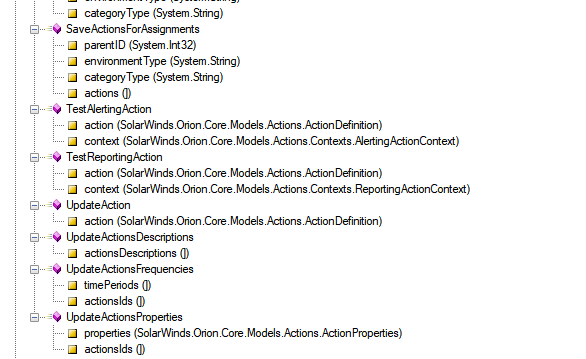 categoryType (System.String)
SaveActionsForAssignments
parentID (System.Int32)
environmentType (System.String)
categoryType (System.String)
actions ([])
TestAlertingAction
action (SolarWinds.Orion.Core.Models.Actions.ActionDefinition)
context (SolarWinds.Orion.Core.Models.Actions.Contexts.AlertingActionContext)
TestReportingAction
action (SolarWinds.Orion.Core.Models.Actions.ActionDefinition)
context (SolarWinds.Orion.Core.Models.Actions.Contexts.ReportingActionContext)
UpdateAction
action (SolarWinds.Orion.Core.Models.Actions.ActionDefinition)
UpdateActionsDescriptions
actionsDescriptions ([])
UpdateActionsFrequencies
timePeriods ([])
actionsIds ([])
UpdateActionsProperties
properties (SolarWinds.Orion.Core.Models.Actions.ActionProperties)
actionsIds ([])